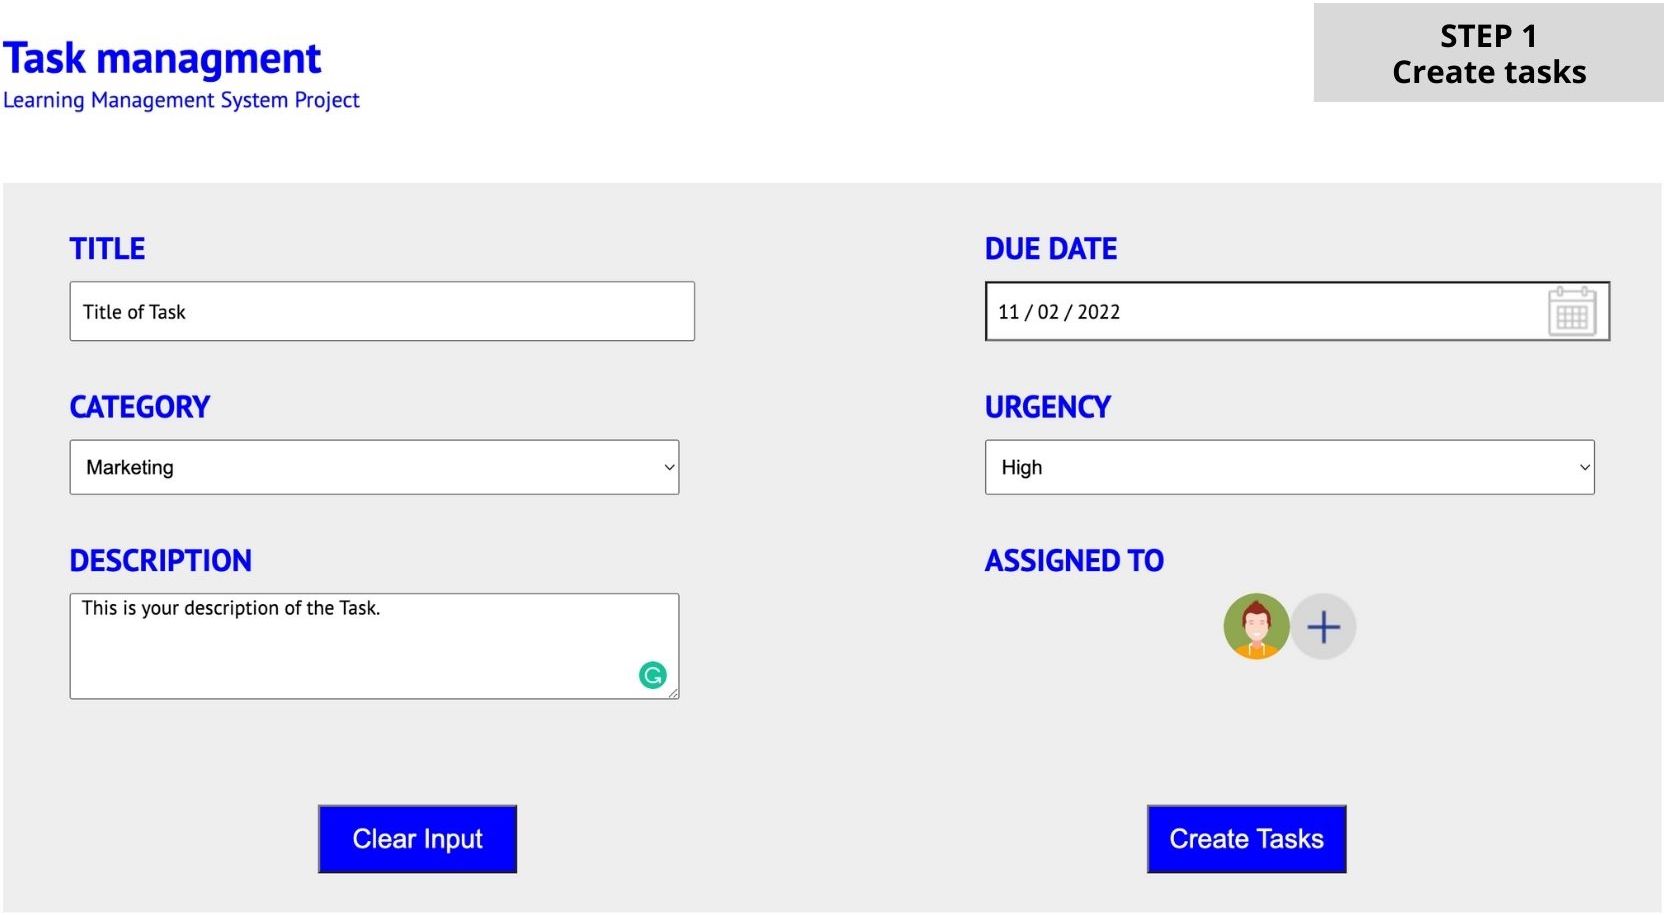 Task managment
Learning Management System Project
STEP 1
Create tasks
TITLE
Title of Task
DUE DATE
11 / 02 / 2022
CATEGORY
Marketing
URGENCY
High
DESCRIPTION
This is your description of the Task.
ASSIGNED TO
Clear Input
Create Tasks